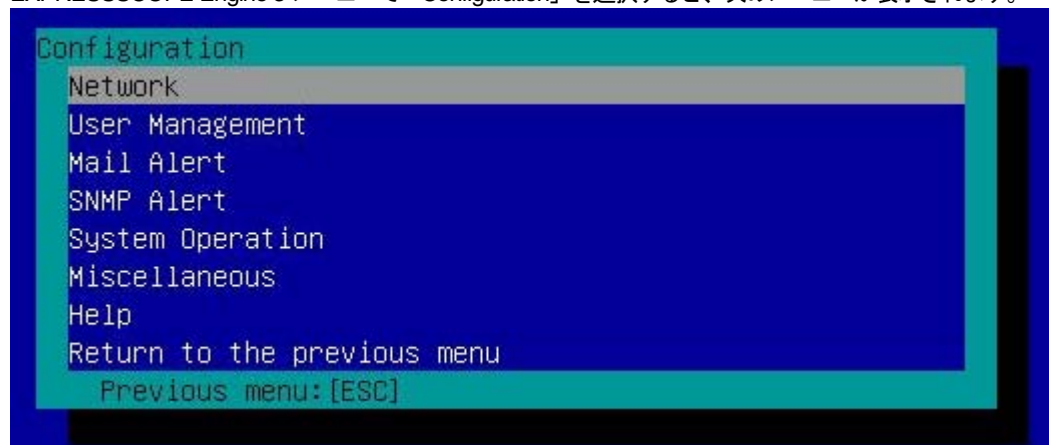 Configuration
Network
User Management
Mail Alert
SNMP Alert
System Operation
Miscellaneous
Help
Return to the previous menu
Previous menu:[ESC]